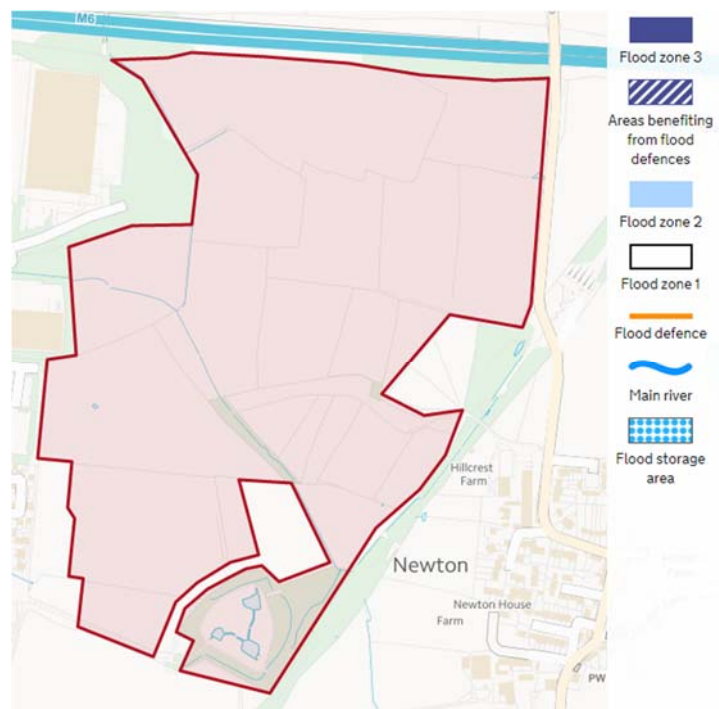 M6
Hillcrest
Farm
Newton
Newton House
Farm
PW
Flood zone 3
Areas benefiting
from flood
defences
Flood zone 2
Flood zone 1
Flood defence
Main river
Flood storage
area